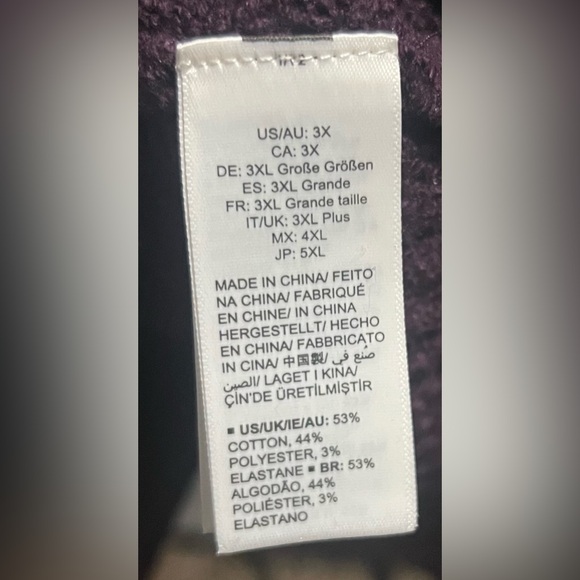 US/AU: 3X
CA: 3X
DE: 3XL Große Größen
ES: 3XL Grande
FR: 3XL Grande taille
IT/UK: 3XL Plus
MX: 4XL
JP: 5XL
MADE IN CHINA/ FEITO
NA CHINA/ FABRIQUÉ
EN CHINE/ IN CHINA
HERGESTELLT/ HECHO
EN CHINA/ FABBRICATO
IN CINA/ 中国製/ صُنع في
الصين/ LAGET I KINA/
ÇİN'DE ÜRETİLMİŞTİR
▪ US/UK/IE/AU: 53%
COTTON, 44%
POLYESTER, 3%
ELASTANE ▪ BR: 53%
ALGODÃO, 44%
POLIÉSTER, 3%
ELASTANO